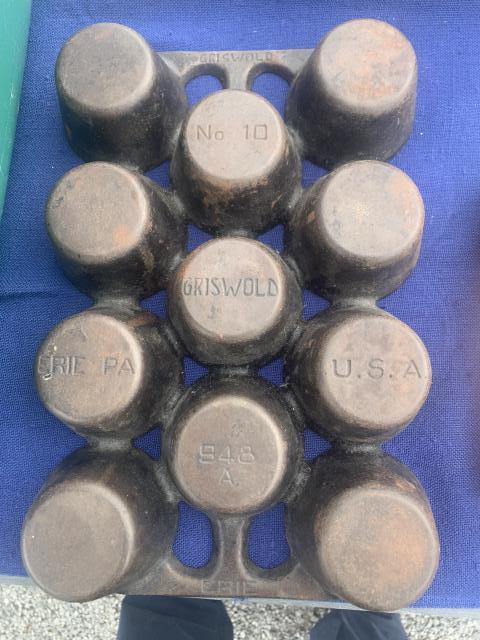 GRISWOLD
No 10
GRISWOLD
ERIE PA
U.S.A
948
A.
ERIE